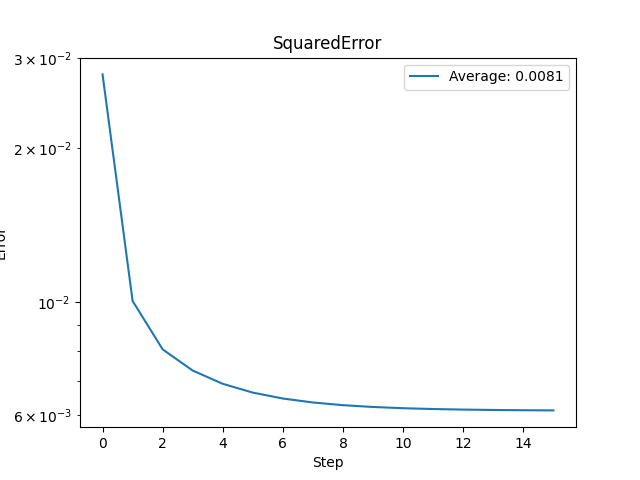 SquaredError
3 × 10⁻²
Average: 0.0081
2 × 10⁻²
Error
10⁻²
6 × 10⁻³
0 2 4 6 8 10 12 14
Step